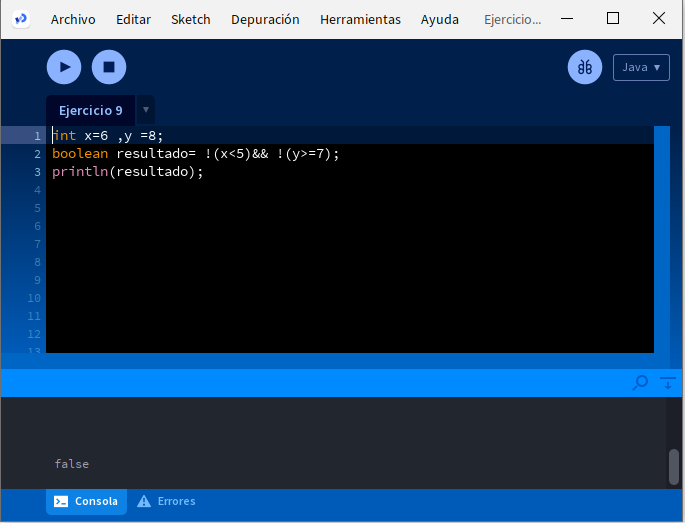 Archivo Editar Sketch Depuración Herramientas Ayuda Ejercicio...
Java ▾
Ejercicio 9 ▾
1 int x=6 ,y =8;
2 boolean resultado= !(x<5)&& !(y>=7);
3 println(resultado);
4
5
6
7
8
9
10
11
12
13
false
Consola Errores